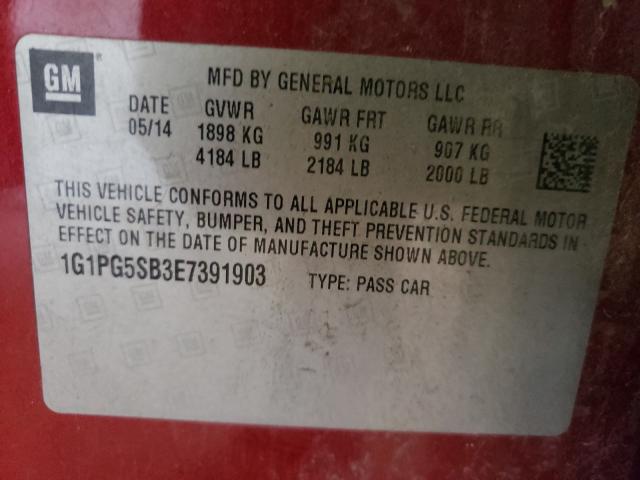 GM
MFD BY GENERAL MOTORS LLC
DATE GVWR GAWR FRT GAWR RR
05/14 1898 KG 991 KG 907 KG
4184 LB 2184 LB 2000 LB
THIS VEHICLE CONFORMS TO ALL APPLICABLE U.S. FEDERAL MOTOR
VEHICLE SAFETY, BUMPER, AND THEFT PREVENTION STANDARDS IN
EFFECT ON THE DATE OF MANUFACTURE SHOWN ABOVE.
1G1PG5SB3E7391903 TYPE: PASS CAR